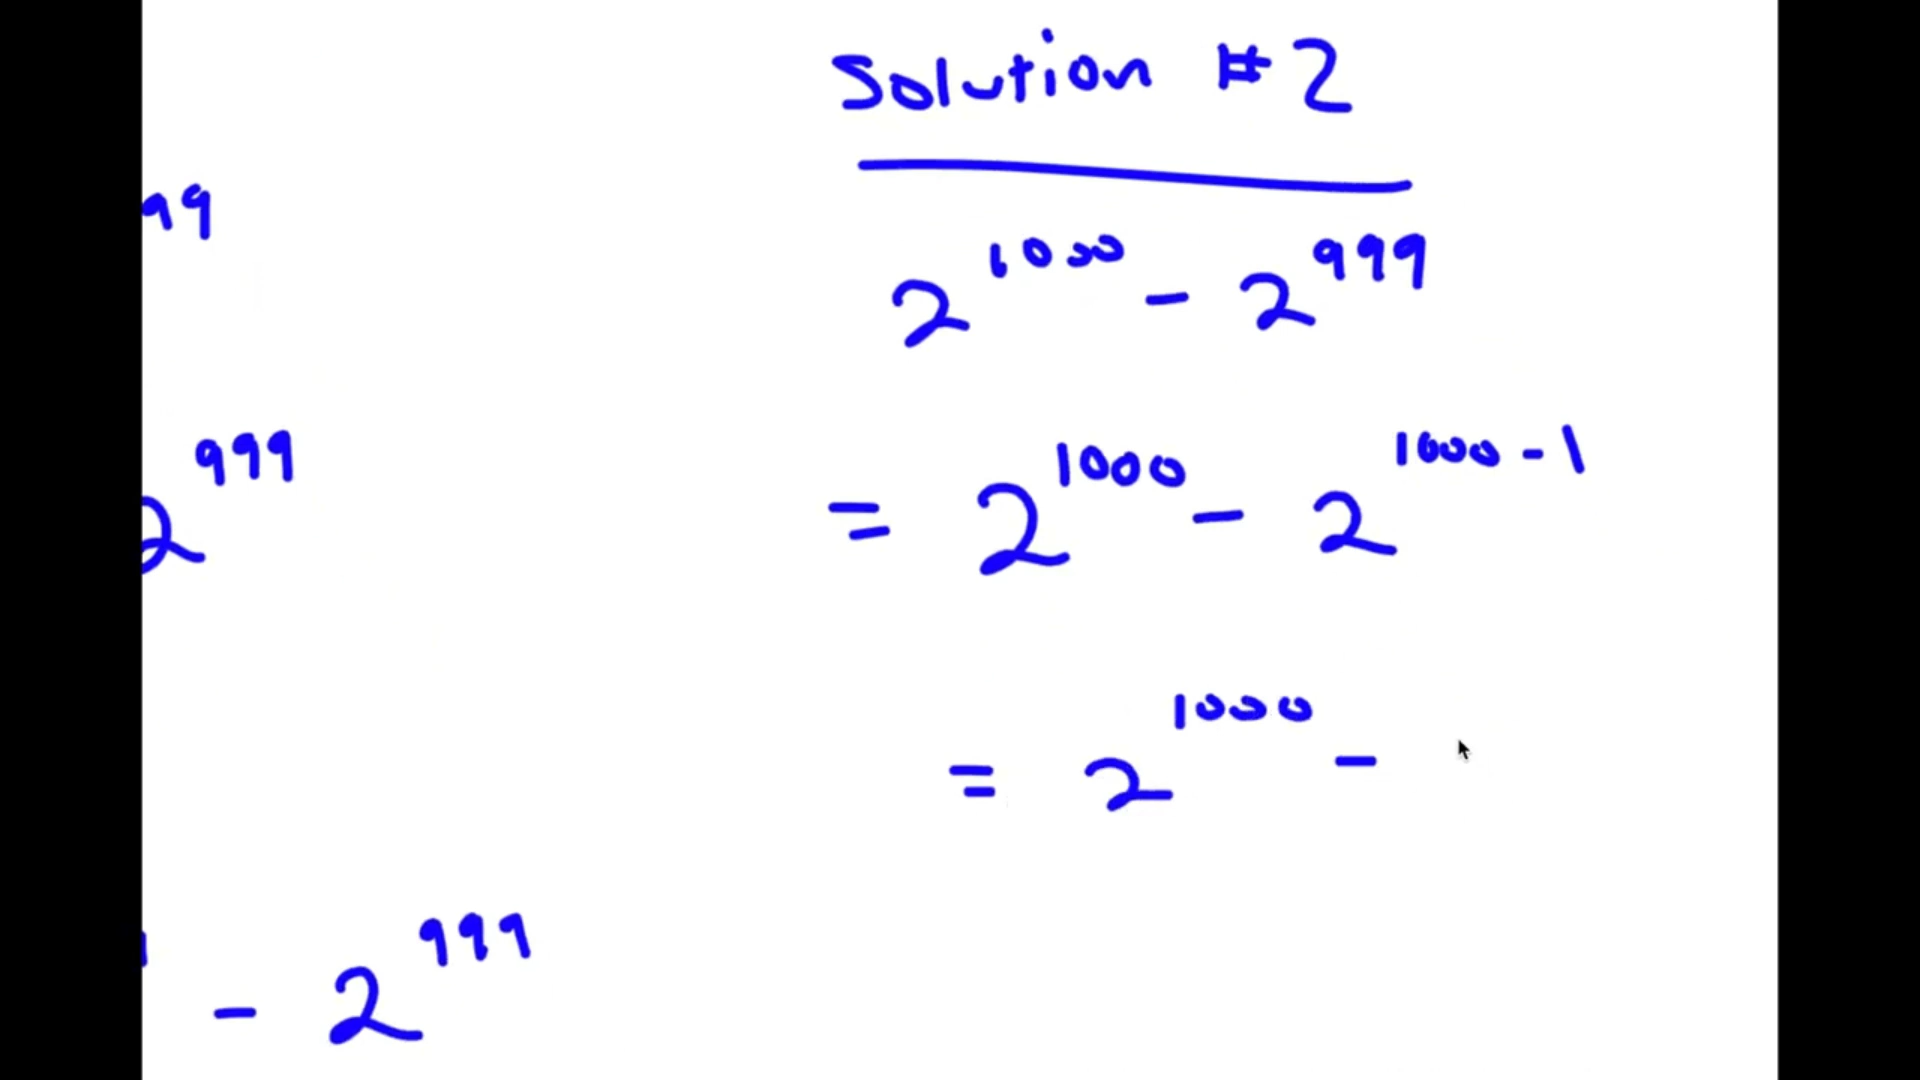 Solution #2
99
2^1000 - 2^999
2^999
= 2^1000 - 2^1000-1
= 2^1000 -
- 2^999